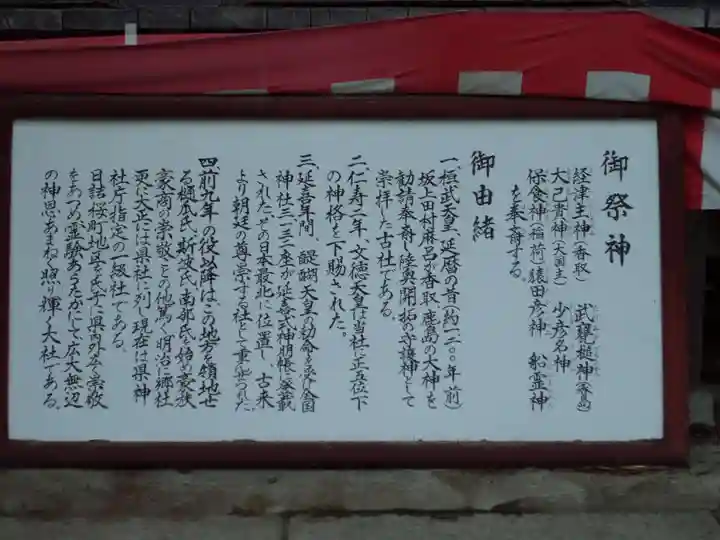 御祭神
経津主神(香取) 武甕槌神(鹿島)
大己貴神(大国主) 少彦名神
保食神(稲荷)猿田彦神 船霊神
を奉斎する。
御由緒
一、桓武天皇、延暦の昔(約一二〇〇年前)
坂上田村麻呂が香取、鹿島の大神を
勧請奉斎し陸奥開拓の守護神として
崇拝した古社である。
二、仁寿二年、文徳天皇は当社に正五位下
の神格を下賜された。
三、延喜年間、醍醐天皇の勅命を承け全国
神社三一三二座が延喜式神明帳に登載
されたがその日本最北に位置し、古来
より朝廷の尊崇する社として重んぜられた
四、前九年の役以降はこの地方を領地せ
る樋爪氏、斯波氏、南部氏を始め豪族
豪商の崇敬ことの他篤く明治に郷社
更に大正には県社に列し現在は県神
社庁指定の一級社である。
日詰桜町地区を氏子に県内外から崇敬
をあつめ霊験あらたかにして広大無辺
の神恩あまねく照り輝く大社である。